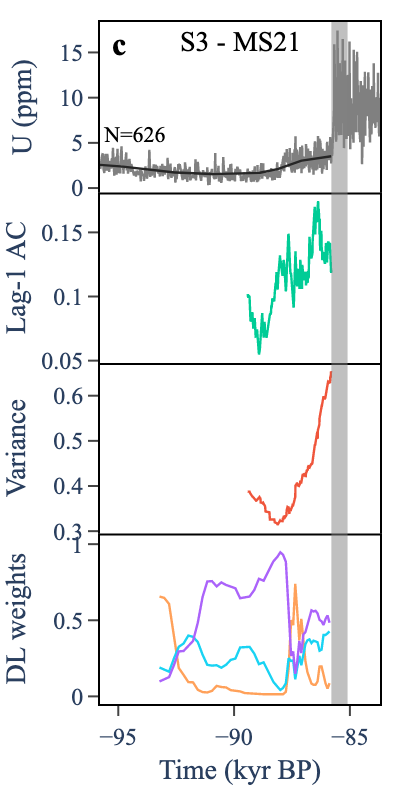 c S3 - MS21
N=626
U (ppm)
15
10
5
0
Lag-1 AC
0.15
0.1
0.05
Variance
0.6
0.5
0.4
0.3
DL weights
1
0.5
0
−95 −90 −85
Time (kyr BP)